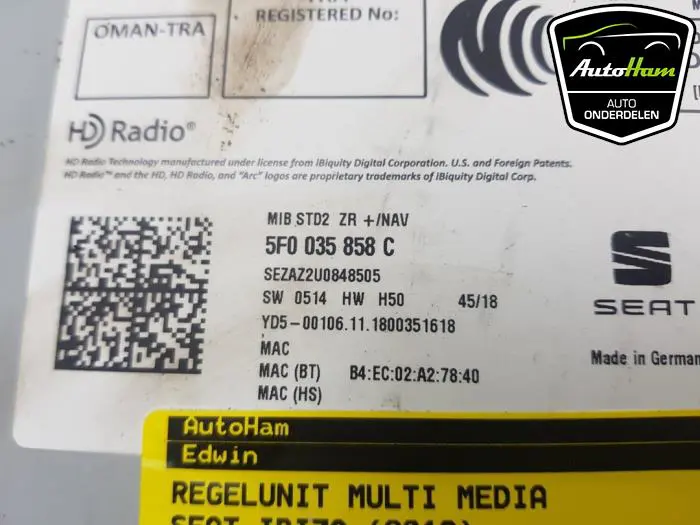 OMAN-TRA
REGISTERED No:
AutoHam
AUTO
ONDERDELEN
HD Radio®
HD Radio Technology manufactured under license from iBiquity Digital Corporation. U.S. and Foreign Patents.
HD Radio™ and the HD, HD Radio, and "Arc" logos are proprietary trademarks of iBiquity Digital Corp.
MIB STD2 ZR +/NAV
5F0 035 858 C
SEZAZ2U0848505
SW 0514 HW H50 45/18
YD5-00106.11.1800351618
MAC
MAC (BT) B4:EC:02:A2:78:40
MAC (HS)
SEAT
Made in German
AutoHam
Edwin
REGELUNIT MULTI MEDIA
SEAT IBIZA